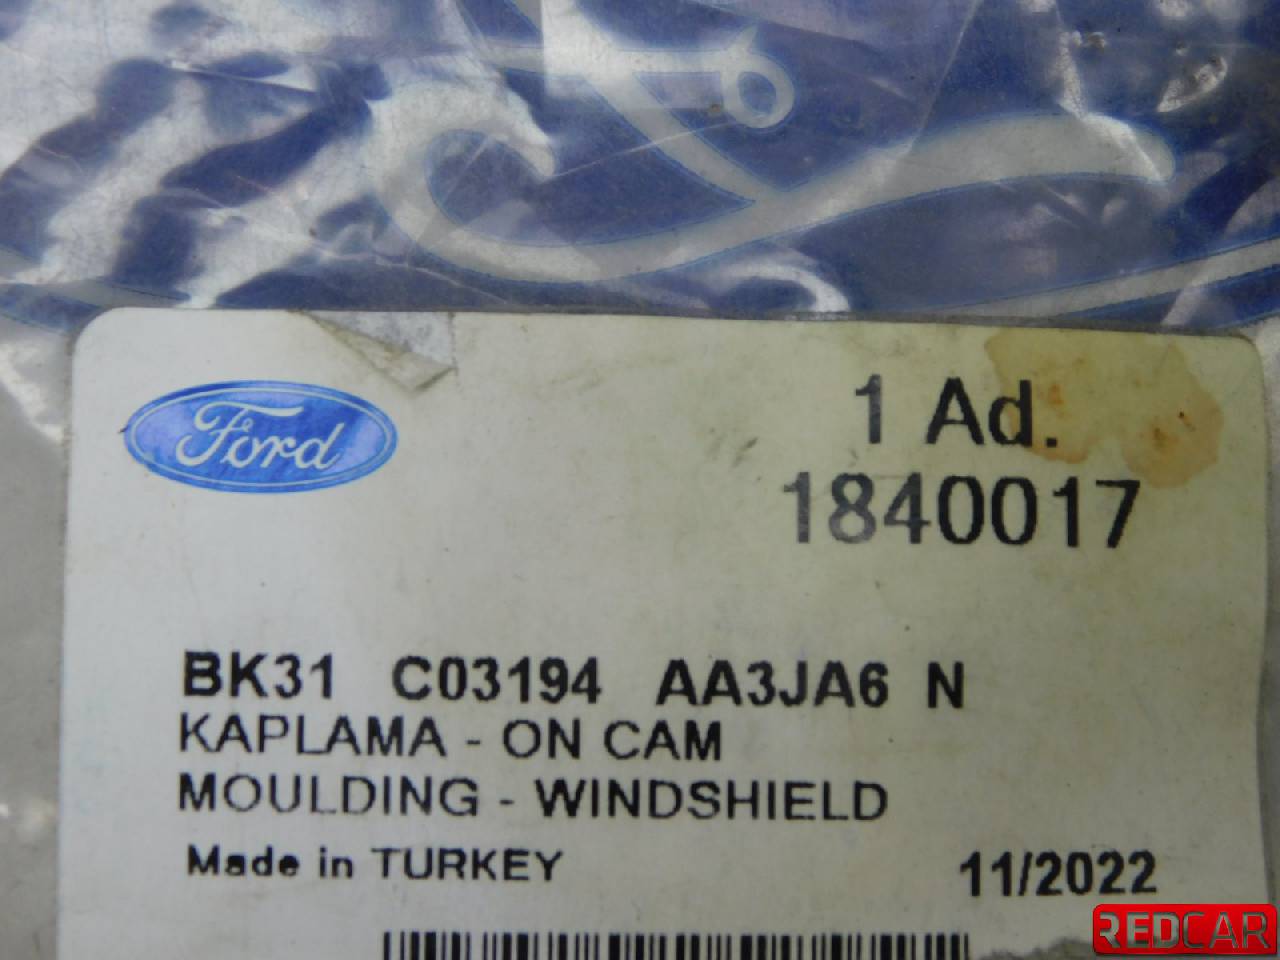 Ford
1 Ad.
1840017
BK31 C03194 AA3JA6 N
KAPLAMA - ON CAM
MOULDING - WINDSHIELD
Made in TURKEY 11/2022
REDCAR